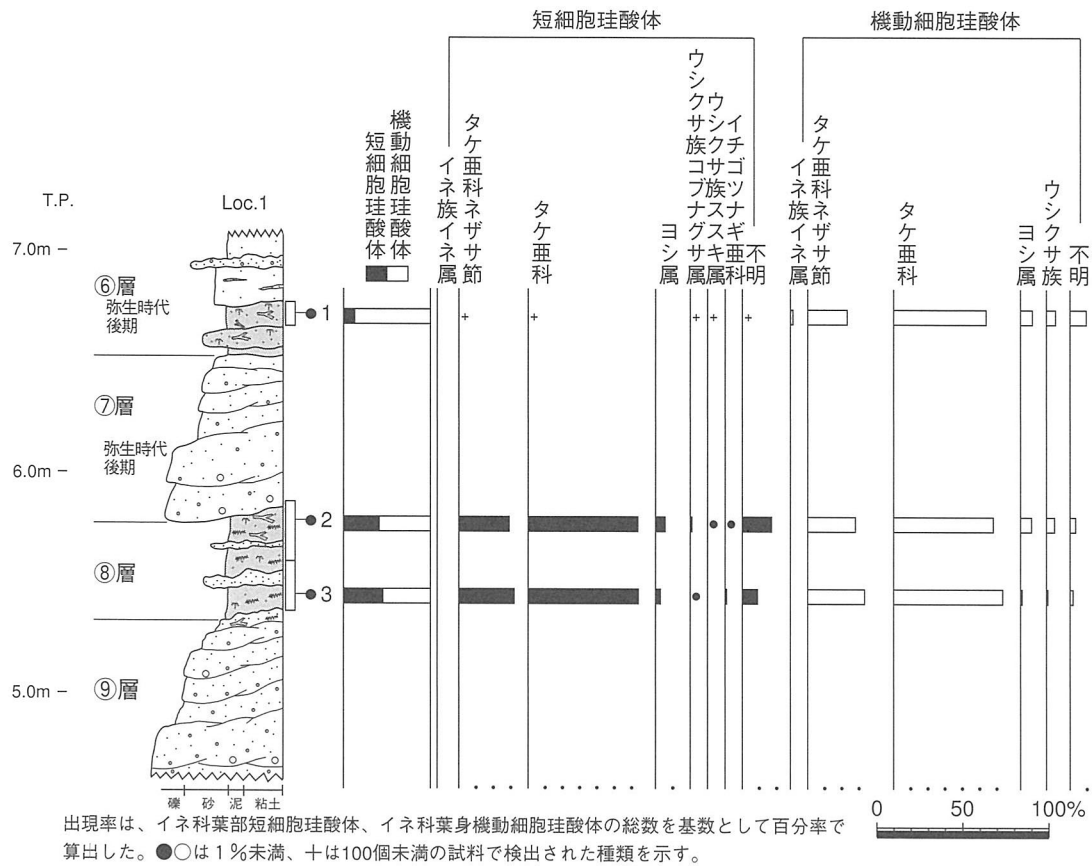 短細胞珪酸体
機動細胞珪酸体
機動細胞珪酸体
短細胞珪酸体
イネ族イネ属
タケ亜科ネザサ節
タケ亜科
ヨシ属
ウシクサ族コブナグサ属
ウシクサ族ススキ属
イチゴツナギ亜科
不明
イネ族イネ属
タケ亜科ネザサ節
タケ亜科
ヨシ属
ウシクサ族
不明
T.P.
Loc.1
7.0m
⑥層
弥生時代
後期
1
+ + + + +
⑦層
弥生時代
後期
6.0m
2
⑧層
3
5.0m
⑨層
礫 砂 泥 粘土
0 50 100%
出現率は、イネ科葉部短細胞珪酸体、イネ科葉身機動細胞珪酸体の総数を基数として百分率で
算出した。●○は1%未満、+は100個未満の試料で検出された種類を示す。